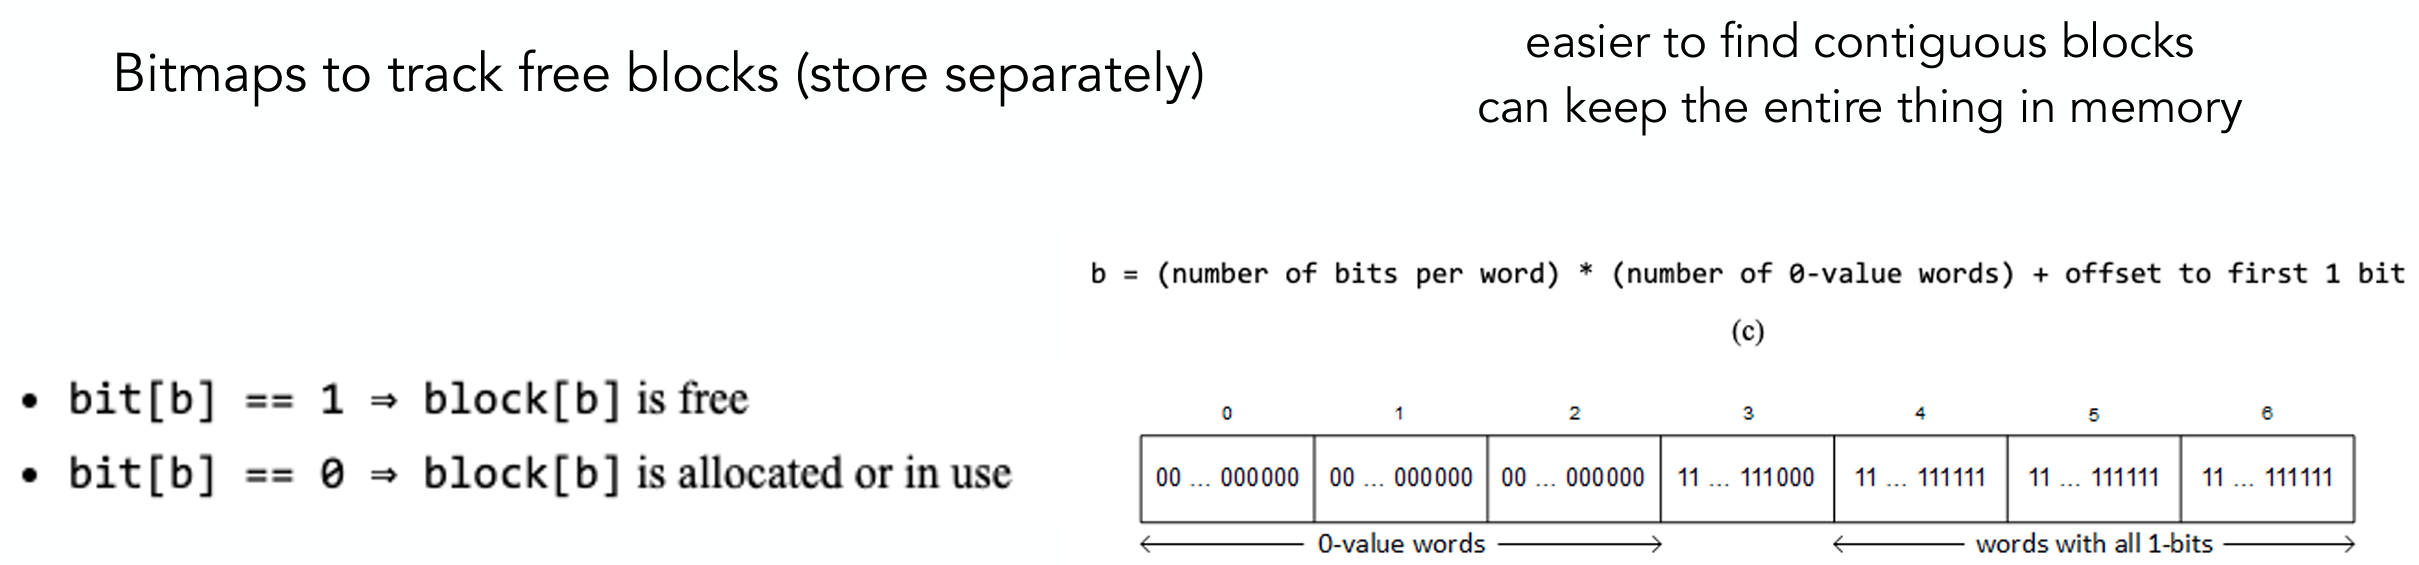 Bitmaps to track free blocks (store separately)
easier to find contiguous blocks
can keep the entire thing in memory
b = (number of bits per word) * (number of 0-value words) + offset to first 1 bit
(c)
• bit[b] == 1 ⇒ block[b] is free
• bit[b] == 0 ⇒ block[b] is allocated or in use
0 1 2 3 4 5 6
00 ... 000000 00 ... 000000 00 ... 000000 11 ... 111000 11 ... 111111 11 ... 111111 11 ... 111111
0-value words words with all 1-bits